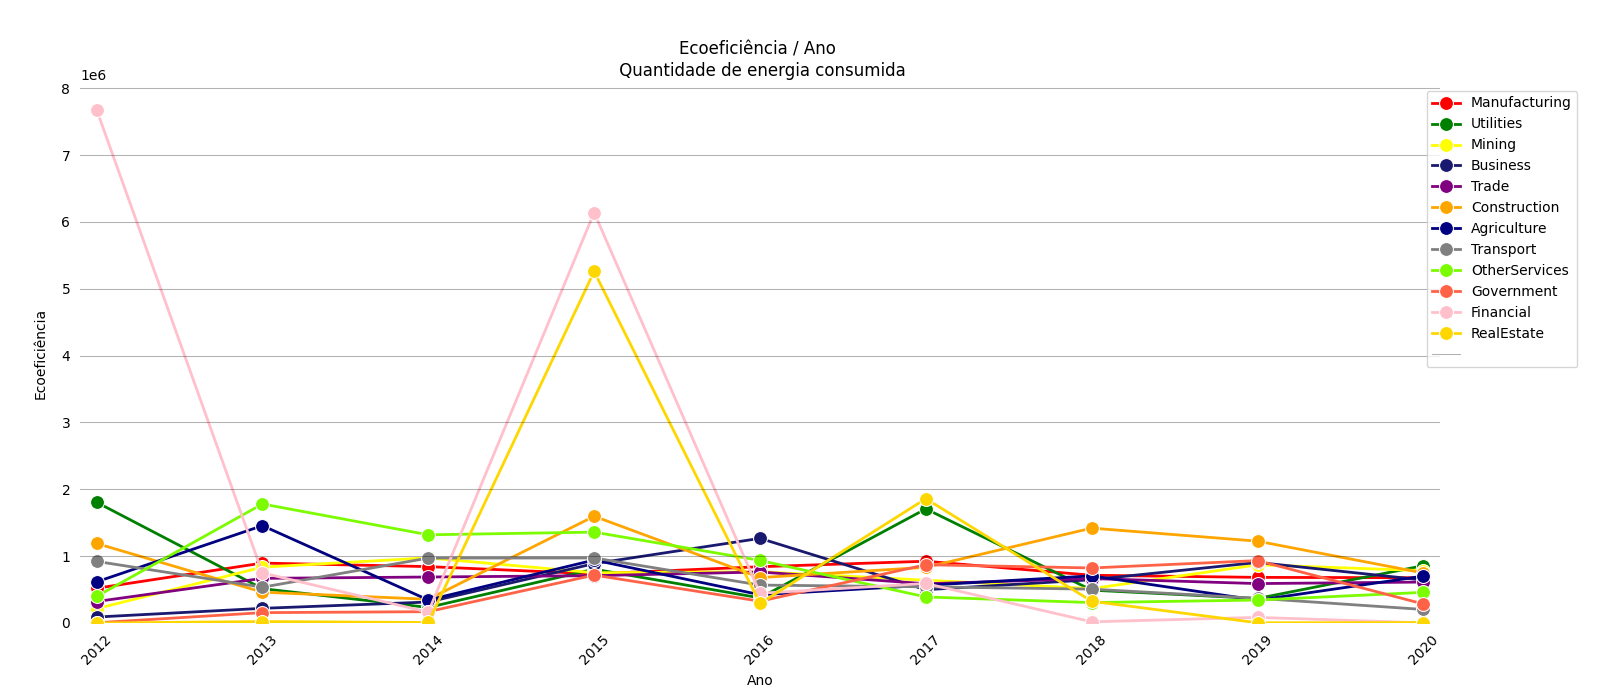 Ecoeficiência / Ano
Quantidade de energia consumida
1e6
8
7
6
5
4
3
2
1
0
Ecoeficiência
2012
2013
2014
2015
2016
2017
2018
2019
2020
Ano
Manufacturing
Utilities
Mining
Business
Trade
Construction
Agriculture
Transport
OtherServices
Government
Financial
RealEstate